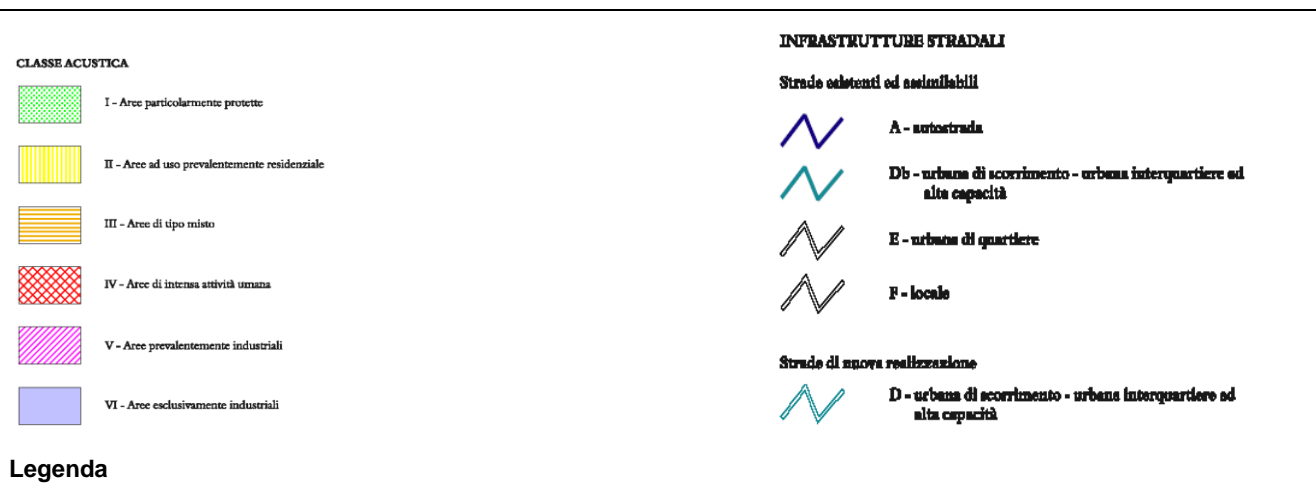 CLASSE ACUSTICA
I - Aree particolarmente protette
II - Aree ad uso prevalentemente residenziale
III - Aree di tipo misto
IV - Aree di intensa attività umana
V - Aree prevalentemente industriali
VI - Aree esclusivamente industriali
INFRASTRUTTURE STRADALI
Strade esistenti ed assimilabili
A - autostrada
Db - urbana di scorrimento - urbana interquartiere ad
alta capacità
E - urbana di quartiere
F - locale
Strade di nuova realizzazione
D - urbana di scorrimento - urbana interquartiere ad
alta capacità
Legenda